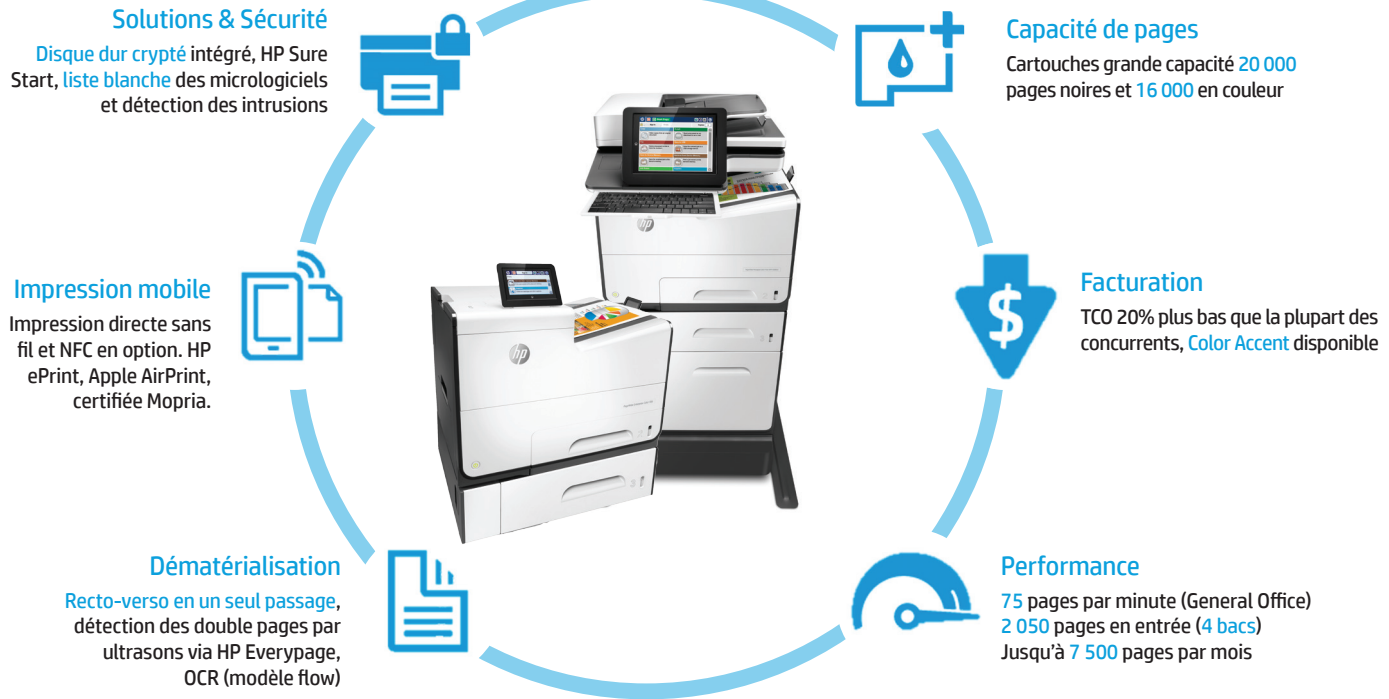 Solutions & Sécurité
Disque dur crypté intégré, HP Sure
Start, liste blanche des micrologiciels
et détection des intrusions
Capacité de pages
Cartouches grande capacité 20 000
pages noires et 16 000 en couleur
Impression mobile
Impression directe sans
fil et NFC en option. HP
ePrint, Apple AirPrint,
certifiée Mopria.
hp
hp
$
Facturation
TCO 20% plus bas que la plupart des
concurrents, Color Accent disponible
Dématérialisation
Recto-verso en un seul passage,
détection des double pages par
ultrasons via HP Everypage,
OCR (modèle flow)
Performance
75 pages par minute (General Office)
2 050 pages en entrée (4 bacs)
Jusqu'à 7 500 pages par mois